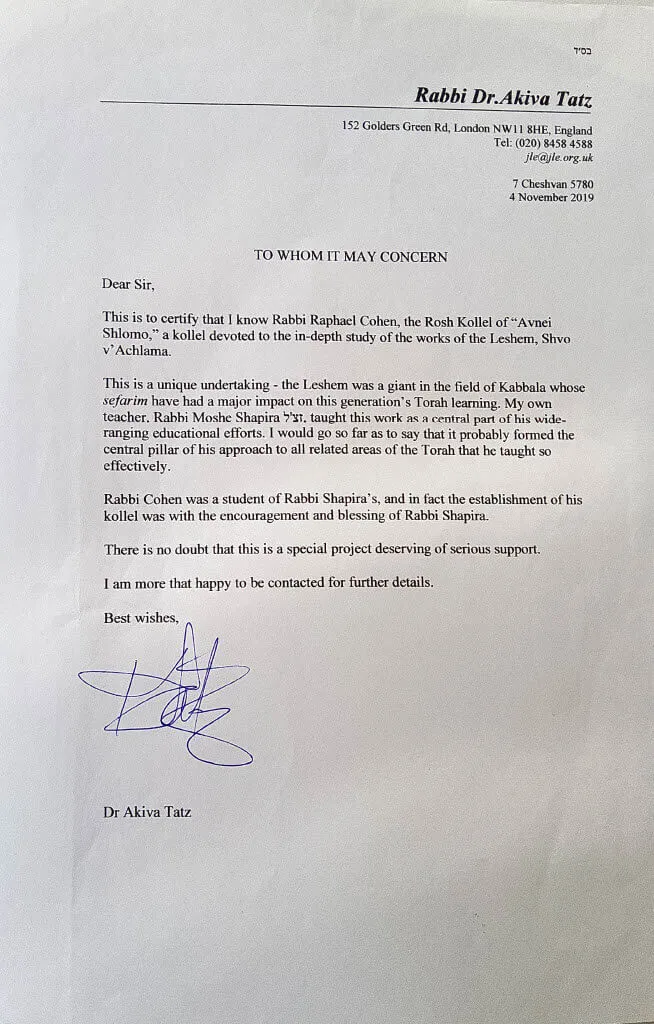 בס״ד
Rabbi Dr.Akiva Tatz
152 Golders Green Rd, London NW11 8HE, England
Tel: (020) 8458 4588
jle@jle.org.uk
7 Cheshvan 5780
4 November 2019
TO WHOM IT MAY CONCERN
Dear Sir,
This is to certify that I know Rabbi Raphael Cohen, the Rosh Kollel of “Avnei
Shlomo,” a kollel devoted to the in-depth study of the works of the Leshem, Shvo
v’Achlama.
This is a unique undertaking - the Leshem was a giant in the field of Kabbala whose
sefarim have had a major impact on this generation’s Torah learning. My own
teacher, Rabbi Moshe Shapira זצ״ל, taught this work as a central part of his wide-
ranging educational efforts. I would go so far as to say that it probably formed the
central pillar of his approach to all related areas of the Torah that he taught so
effectively.
Rabbi Cohen was a student of Rabbi Shapira’s, and in fact the establishment of his
kollel was with the encouragement and blessing of Rabbi Shapira.
There is no doubt that this is a special project deserving of serious support.
I am more that happy to be contacted for further details.
Best wishes,
Dr Akiva Tatz